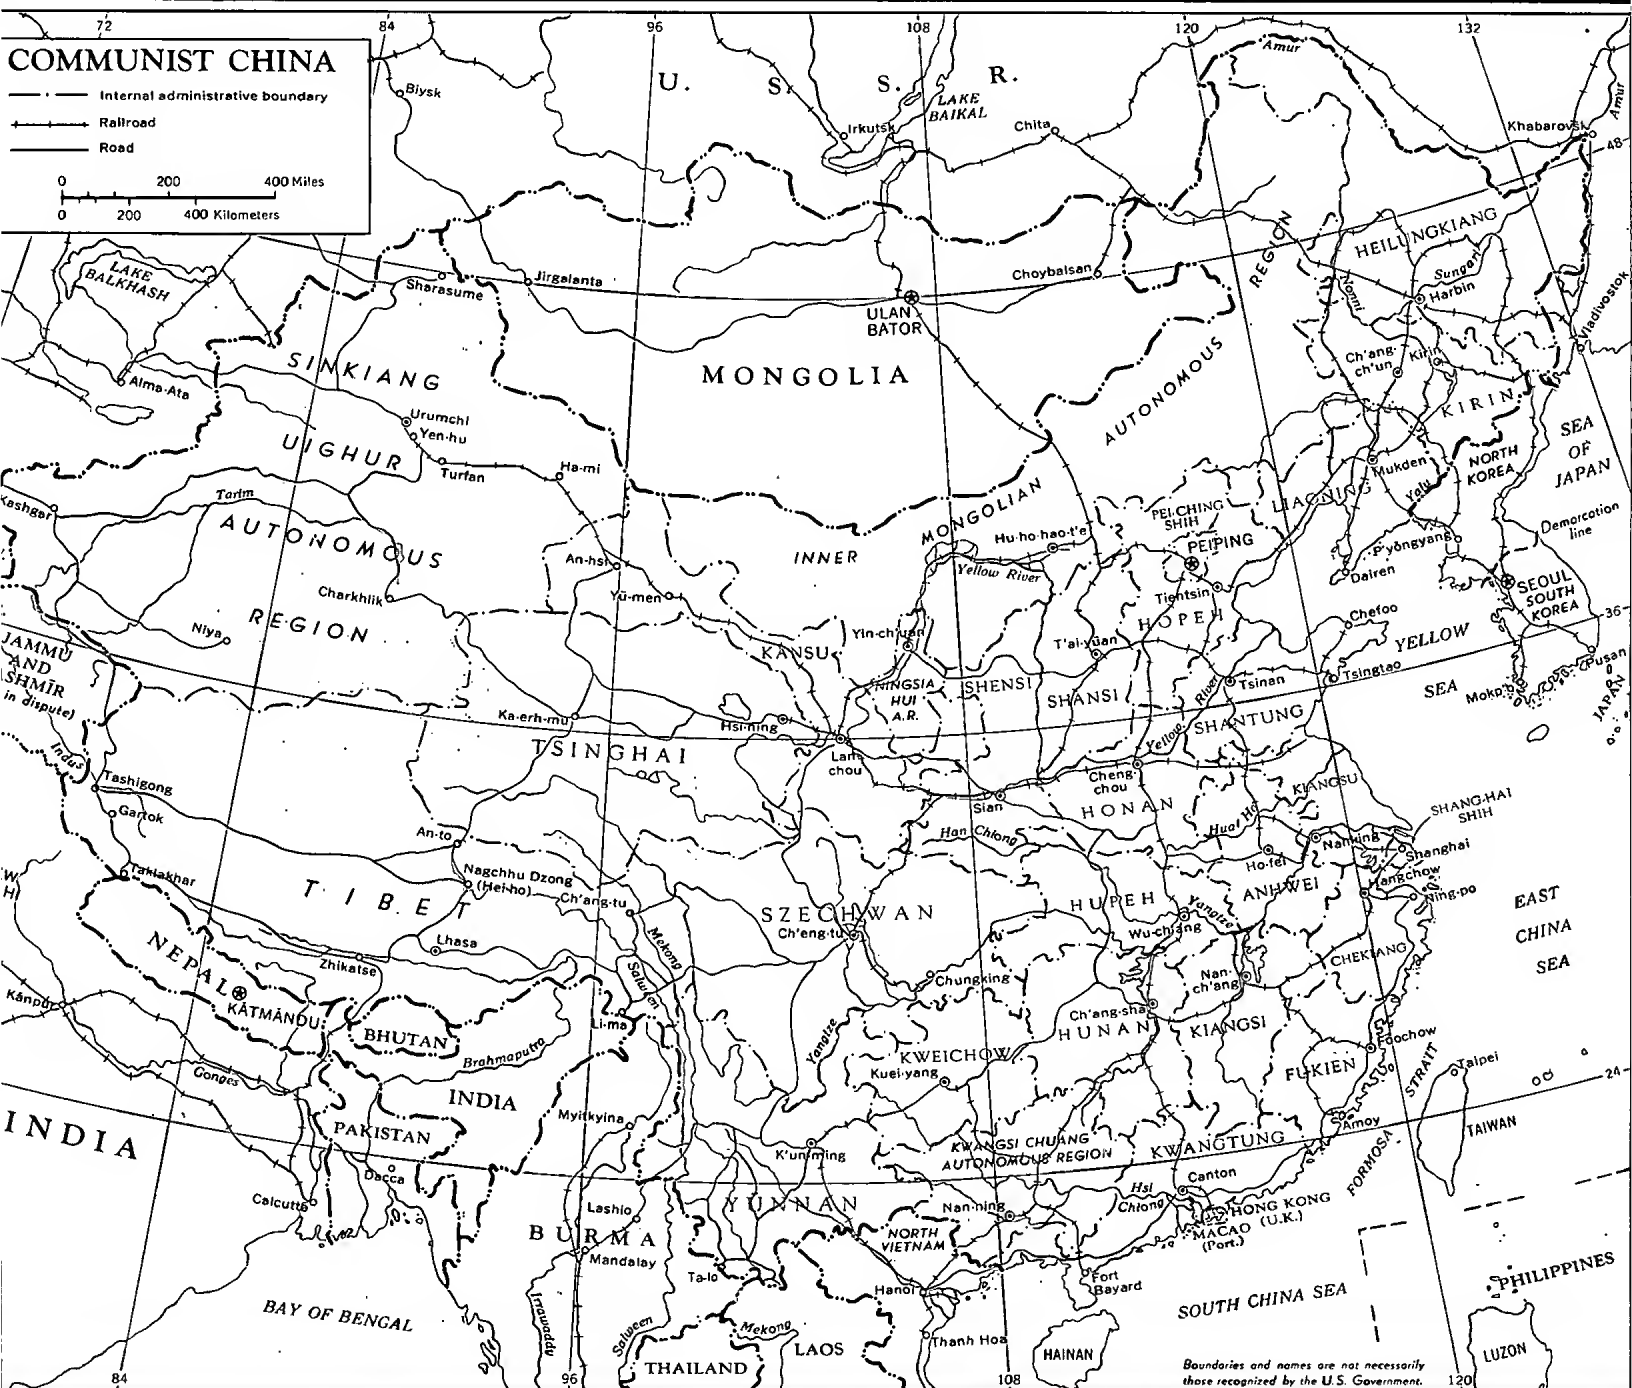 72
84
96
108
120
132
COMMUNIST CHINA
Internal administrative boundary
Railroad
Road
0 200 400 Miles
0 200 400 Kilometers
Biysk
U. S. S. R.
LAKE
BAIKAL
Irkutsk
Chita
Amur
Khabarovsk
Amur
48
LAKE
BALKHASH
Sharasume
Jirgalanta
Choybalsan
ULAN
BATOR
REGION
HEILUNGKIANG
Sungari
Nonni
Harbin
Vladivostok
Alma-Ata
SINKIANG
MONGOLIA
AUTONOMOUS
Ch'ang-
ch'un
Kirin
KIRIN
SEA
OF
JAPAN
Urumchi
Yen-hu
UIGHUR
Turfan
Ha-mi
Mukden
NORTH
KOREA
Kashgar
Tarim
AUTONOMOUS
MONGOLIAN
INNER
PEI-CHING
SHIH
LIAONING
Yalu
Demarcation
line
An-hsi
Hu-ho-hao-t'e
Yellow River
PEIPING
P'yŏngyang
Dairen
SEOUL
SOUTH
KOREA
Charkhlik
Yü-men
Tientsin
HOPEH
Chefoo
36
Niya
REGION
KANSU
Yin-ch'uan
T'ai-yüan
YELLOW
SEA
Pusan
JAMMU
AND
SHMĪR
in dispute)
NINGSIA
HUI
A.R.
SHENSI
SHANSI
Tsinan
Tsingtao
Mokp'o
JAPAN
Ka-erh-mu
Hsi-ning
Yellow River
SHANTUNG
Indus
TSINGHAI
Lan-
chou
Tashigong
Gartok
Sian
Cheng-
chou
HONAN
KIANGSU
SHANG-HAI
SHIH
An-to
Han Chiong
Huai Ho
Nanking
Ho-fei
Shanghai
Taklakhar
Nagchhu Dzong
(Hei-ho)
Ch'ang-tu
TIBET
SZECHWAN
Ch'eng-tu
HUPEH
ANHWEI
Hangchow
Ning-po
EAST
CHINA
SEA
Yangtze
Wu-ch'ang
Lhasa
Mekong
Salween
NEPAL
Zhikatse
Chungking
Nan-
ch'ang
CHEKIANG
Kānpur
KĀTMĀNDU
BHUTAN
Li-ma
Yangtze
Ch'ang-sha
HUNAN
KIANGSI
Brahmaputra
KWEICHOW
Kuei-yang
FUKIEN
Foochow
Taipei
Ganges
24
INDIA
INDIA
Myitkyina
PAKISTAN
K'un-ming
KWANGSI CHUANG
AUTONOMOUS REGION
KWANGTUNG
Amoy
FORMOSA STRAIT
TAIWAN
Dacca
Calcutta
Lashio
YÜNNAN
Nan-ning
Hsi
Chiong
Canton
HONG KONG
(U.K.)
MACAO
(Port.)
BURMA
Mandalay
NORTH
VIETNAM
Ta-lo
Hanoi
Fort
Bayard
BAY OF BENGAL
SOUTH CHINA SEA
PHILIPPINES
Irrawaddy
Salween
Mekong
THAILAND
LAOS
Thanh Hoa
HAINAN
LUZON
Boundaries and names are not necessarily
those recognized by the U.S. Government.
84
96
108
120